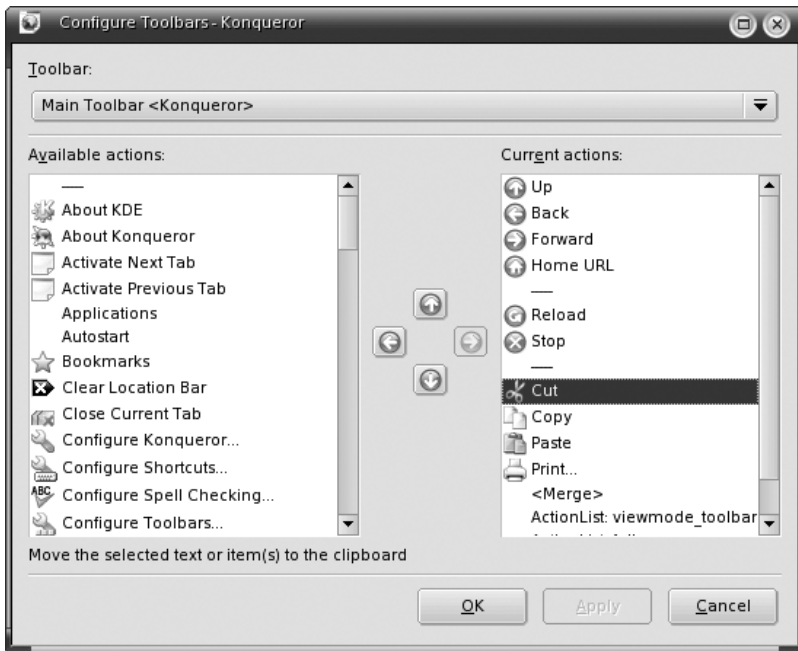 Configure Toolbars - Konqueror
Toolbar:
Main Toolbar <Konqueror>
Available actions:
About KDE
About Konqueror
Activate Next Tab
Activate Previous Tab
Applications
Autostart
Bookmarks
Clear Location Bar
Close Current Tab
Configure Konqueror...
Configure Shortcuts...
ABC
Configure Spell Checking...
Configure Toolbars...
Current actions:
Up
Back
Forward
Home URL
Reload
Stop
Cut
Copy
Paste
Print...
<Merge>
ActionList: viewmode_toolbar
Move the selected text or item(s) to the clipboard
OK
Apply
Cancel